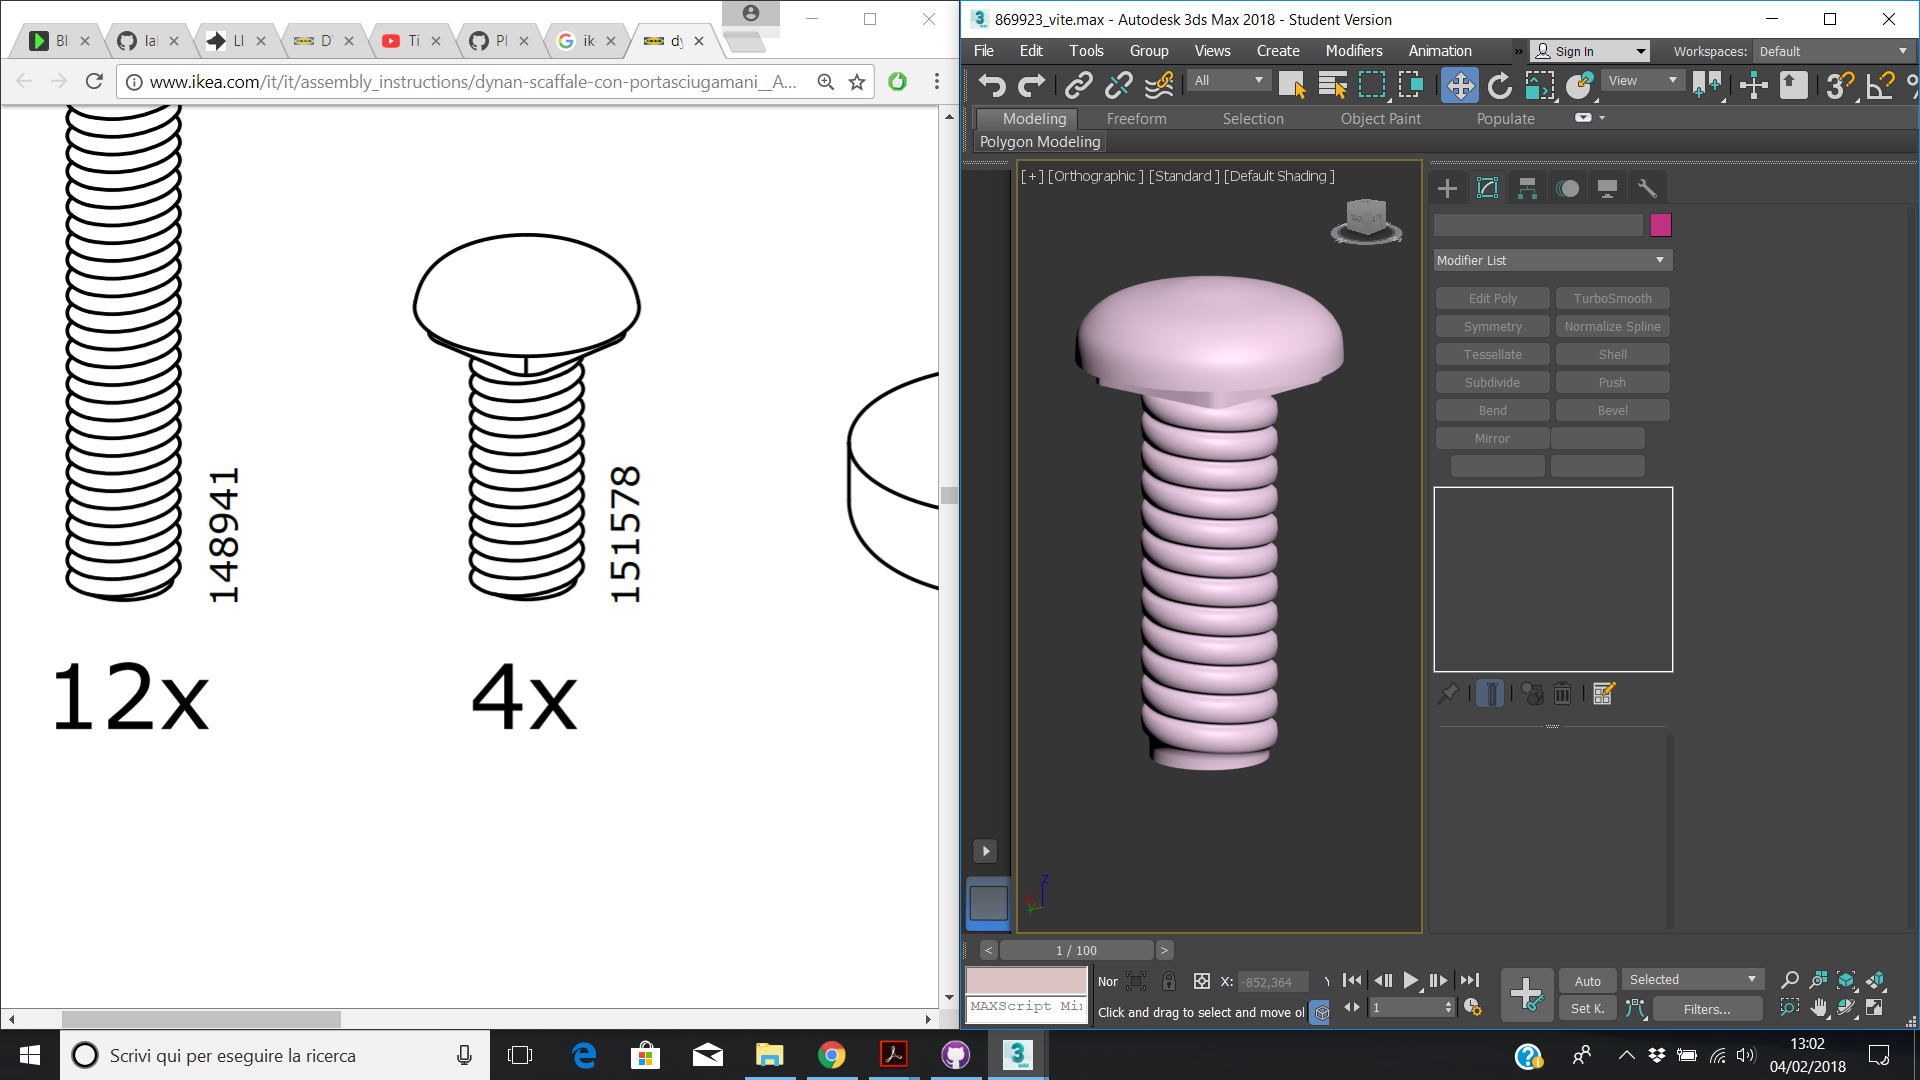 Bl
la
Ll
D
Ti
Pl
ik
dy
www.ikea.com/it/it/assembly_instructions/dynan-scaffale-con-portasciugamani__A...
148941
151578
12x
4x
869923_vite.max - Autodesk 3ds Max 2018 - Student Version
File Edit Tools Group Views Create Modifiers Animation
Sign In
Workspaces: Default
All
View
Modeling Freeform Selection Object Paint Populate
Polygon Modeling
[+] [Orthographic ] [Standard ] [Default Shading ]
Modifier List
Edit Poly TurboSmooth
Symmetry Normalize Spline
Tessellate Shell
Subdivide Push
Bend Bevel
Mirror
z
< 1 / 100 >
Nor X: -852,364
Auto Selected
MAXScript Mi
Click and drag to select and move ol
1
Set K. Filters...
Scrivi qui per eseguire la ricerca
13:02
04/02/2018